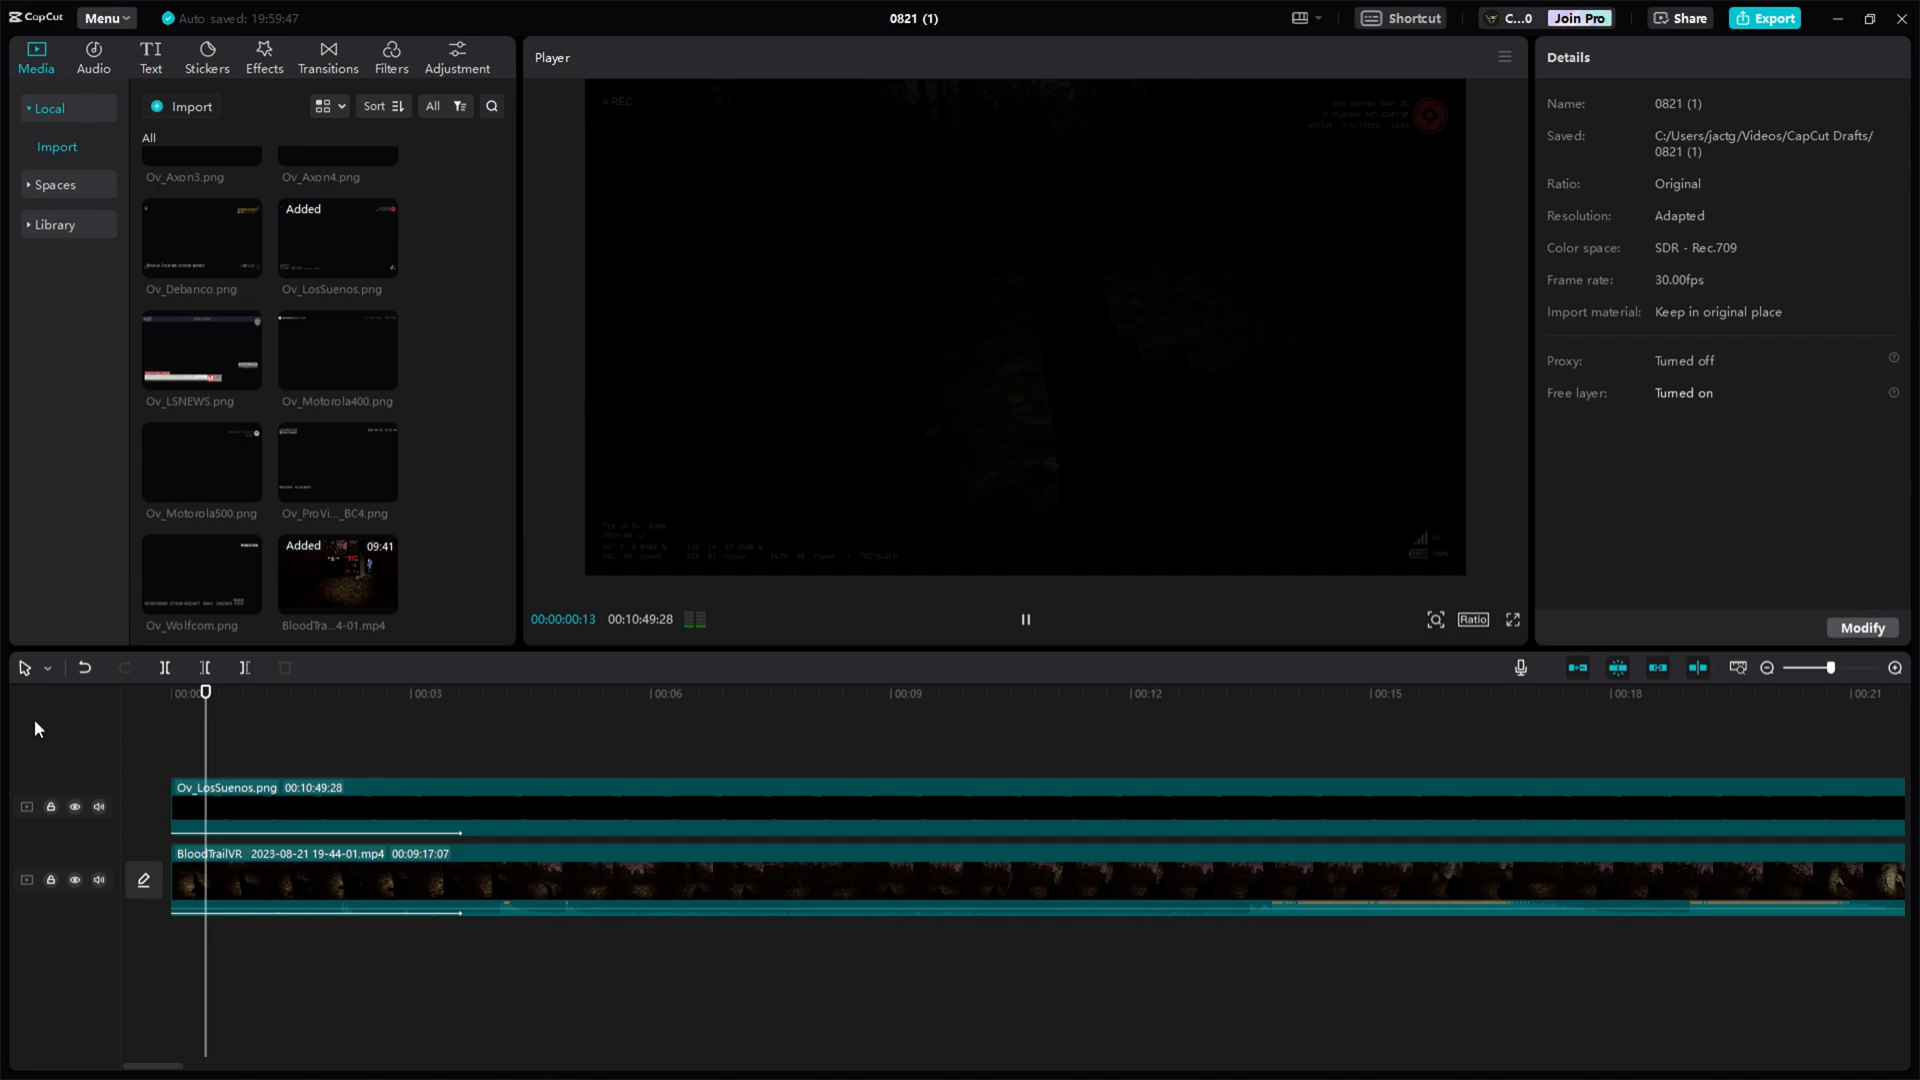 CapCut
Menu
Auto saved: 19:59:47
0821 (1)
Shortcut
C...0
Join Pro
Share
Export
Media
Audio
TI
Text
Stickers
Effects
Transitions
Filters
Adjustment
Local
Import
Spaces
Library
Import
Sort
All
All
Ov_Axon3.png
Ov_Axon4.png
Added
Ov_Debanco.png
Ov_LosSuenos.png
Ov_LSNEWS.png
Ov_Motorola400.png
Ov_Motorola500.png
Ov_ProVi..._BC4.png
Added
09:41
Ov_Wolfcom.png
BloodTra...4-01.mp4
Player
REC
00:00:00:13
00:10:49:28
Ratio
Details
Name: 0821 (1)
Saved: C:/Users/jactg/Videos/CapCut Drafts/
0821 (1)
Ratio: Original
Resolution: Adapted
Color space: SDR - Rec.709
Frame rate: 30.00fps
Import material: Keep in original place
Proxy: Turned off
Free layer: Turned on
Modify
00:03
00:06
00:09
00:12
00:15
00:18
00:21
Ov_LosSuenos.png 00:10:49:28
BloodTrailVR 2023-08-21 19-44-01.mp4 00:09:17:07